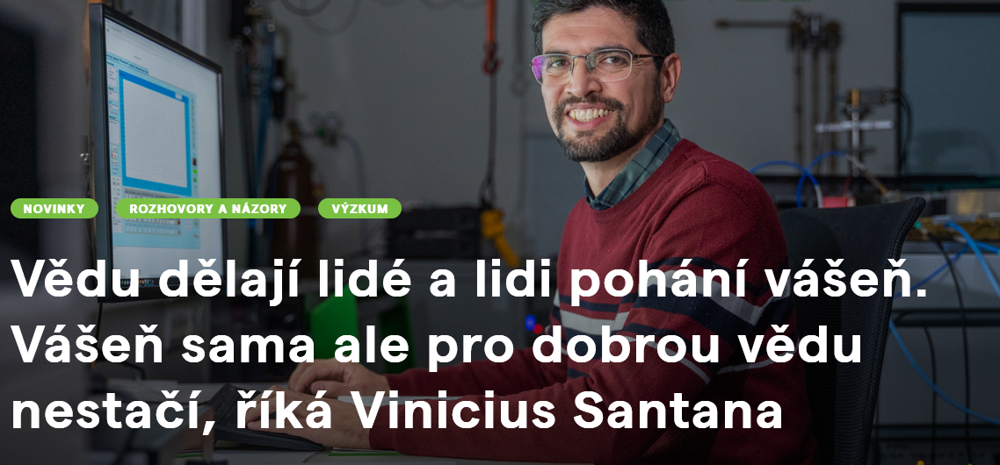 NOVINKY ROZHOVORY A NÁZORY VÝZKUM
Vědu dělají lidé a lidi pohání vášeň.
Vášeň sama ale pro dobrou vědu
nestačí, říká Vinicius Santana